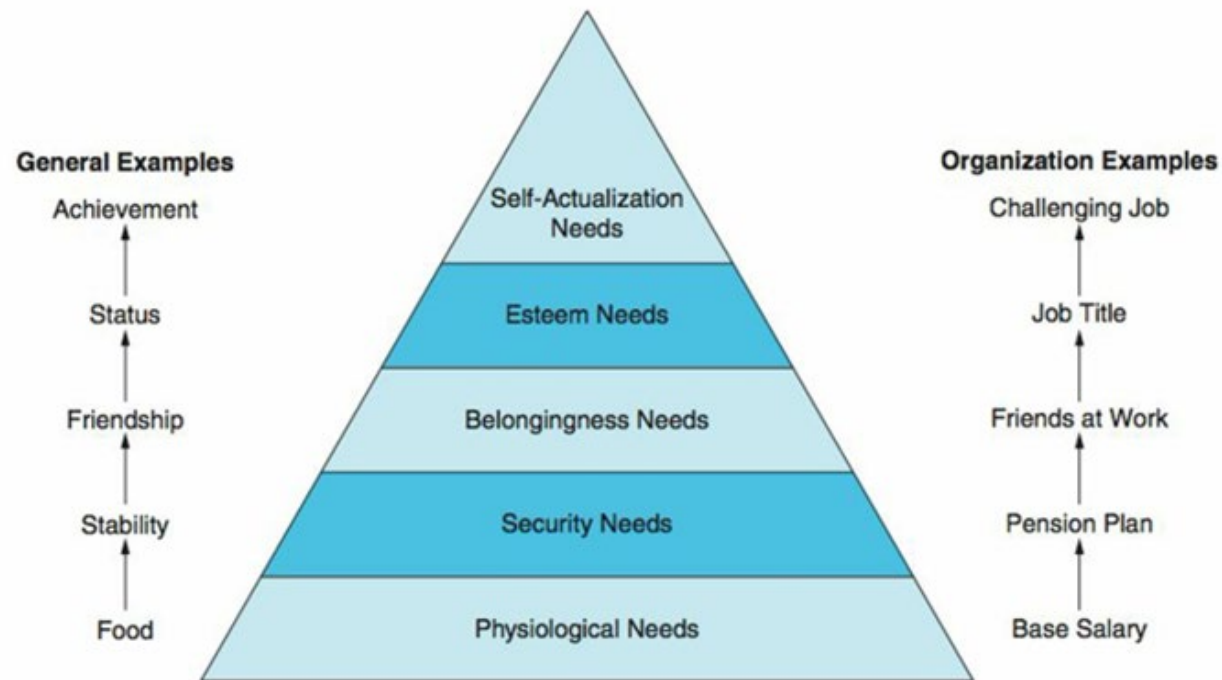 General Examples
Achievement
Status
Friendship
Stability
Food
Self-Actualization
Needs
Esteem Needs
Belongingness Needs
Security Needs
Physiological Needs
Organization Examples
Challenging Job
Job Title
Friends at Work
Pension Plan
Base Salary